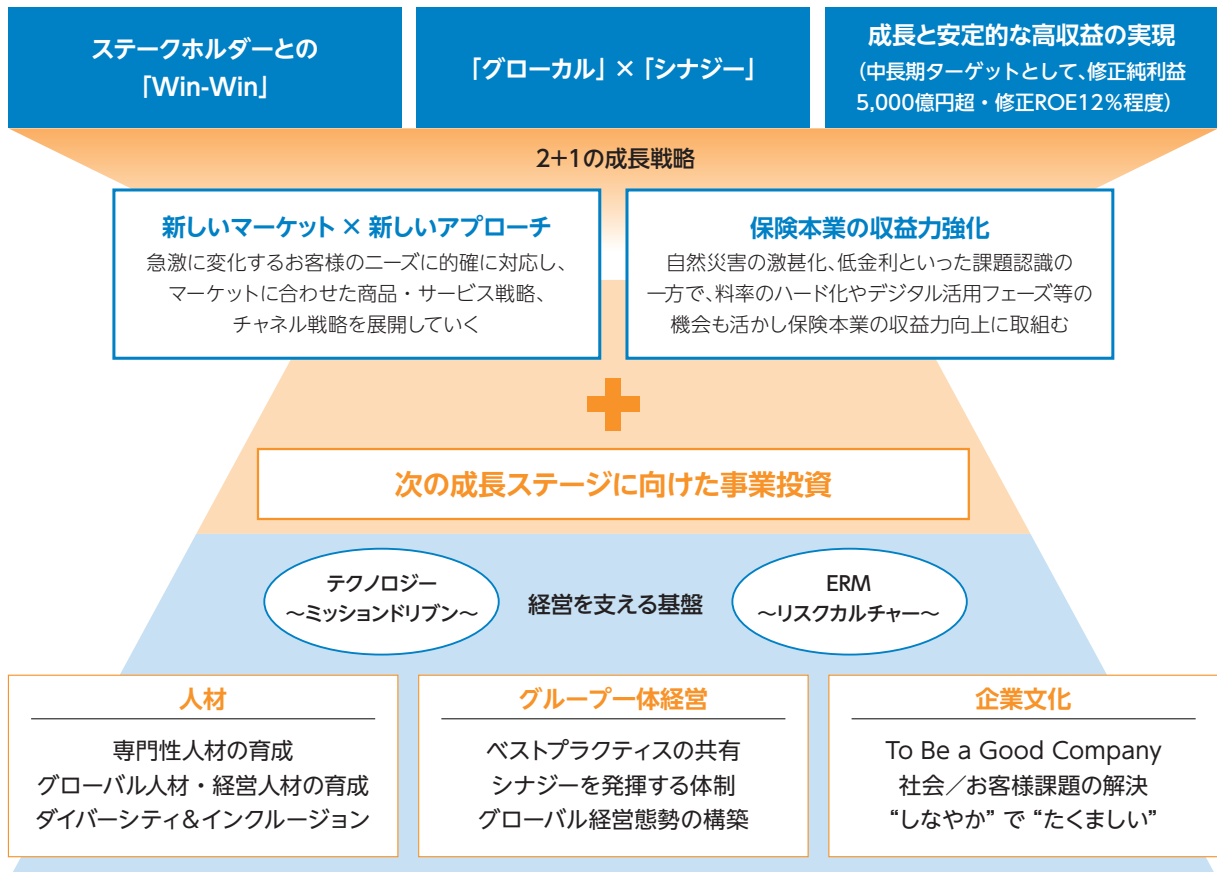 ステークホルダーとの
「Win-Win」
「グローカル」×「シナジー」
成長と安定的な高収益の実現
（中長期ターゲットとして、修正純利益
5,000億円超・修正ROE12％程度）
2+1の成長戦略
新しいマーケット × 新しいアプローチ
急激に変化するお客様のニーズに的確に対応し、
マーケットに合わせた商品・サービス戦略、
チャネル戦略を展開していく
保険本業の収益力強化
自然災害の激甚化、低金利といった課題認識の
一方で、料率のハード化やデジタル活用フェーズ等の
機会も活かし保険本業の収益力向上に取組む
次の成長ステージに向けた事業投資
テクノロジー
～ミッションドリブン～
経営を支える基盤
ERM
～リスクカルチャー～
人材
専門性人材の育成
グローバル人材・経営人材の育成
ダイバーシティ＆インクルージョン
グループ一体経営
ベストプラクティスの共有
シナジーを発揮する体制
グローバル経営態勢の構築
企業文化
To Be a Good Company
社会／お客様課題の解決
“しなやか” で “たくましい”